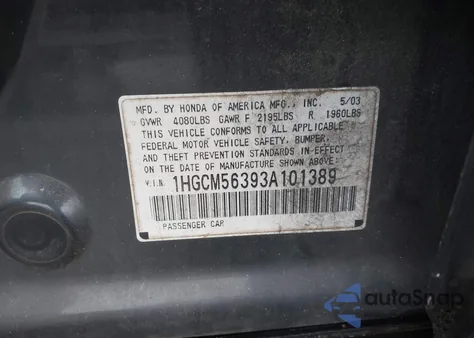 MFD. BY HONDA OF AMERICA MFG., INC. 5/03
GVWR 4080LBS GAWR F 2195LBS R 1960LBS
THIS VEHICLE CONFORMS TO ALL APPLICABLE
FEDERAL MOTOR VEHICLE SAFETY, BUMPER,
AND THEFT PREVENTION STANDARDS IN EFFECT
ON THE DATE OF MANUFACTURE SHOWN ABOVE.
V.I.N. 1HGCM56393A101389
PASSENGER CAR
autoSnap